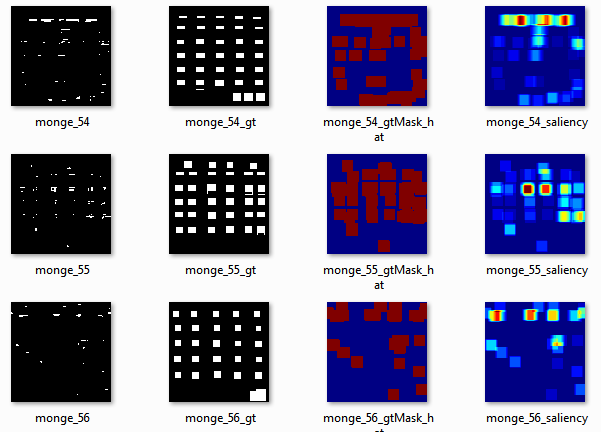 monge_54
monge_54_gt
monge_54_gtMask_h
at
monge_54_saliency
monge_55
monge_55_gt
monge_55_gtMask_h
at
monge_55_saliency
monge_56
monge_56_gt
monge_56_gtMask_h
monge_56_saliency